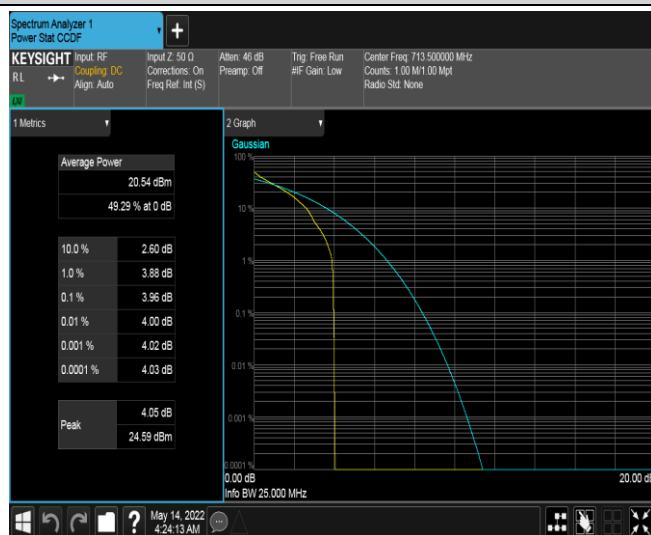 Spectrum Analyzer 1
Power Stat CCDF
+
KEYSIGHT
RL
LXI
Input: RF
Coupling: DC
Align: Auto
Input Z: 50 Ω
Corrections: On
Freq Ref: Int (S)
Atten: 46 dB
Preamp: Off
Trig: Free Run
#IF Gain: Low
Center Freq: 713.500000 MHz
Counts: 1.00 M/1.00 Mpt
Radio Std: None
1 Metrics
Average Power
20.54 dBm
49.29 % at 0 dB
10.0 % 2.60 dB
1.0 % 3.88 dB
0.1 % 3.96 dB
0.01 % 4.00 dB
0.001 % 4.02 dB
0.0001 % 4.03 dB
Peak 4.05 dB
24.59 dBm
2 Graph
Gaussian
100 %
10 %
1 %
0.1 %
0.01 %
0.001 %
0.0001 %
0.00 dB
20.00 dB
Info BW 25.000 MHz
?
May 14, 2022
4:24:13 AM